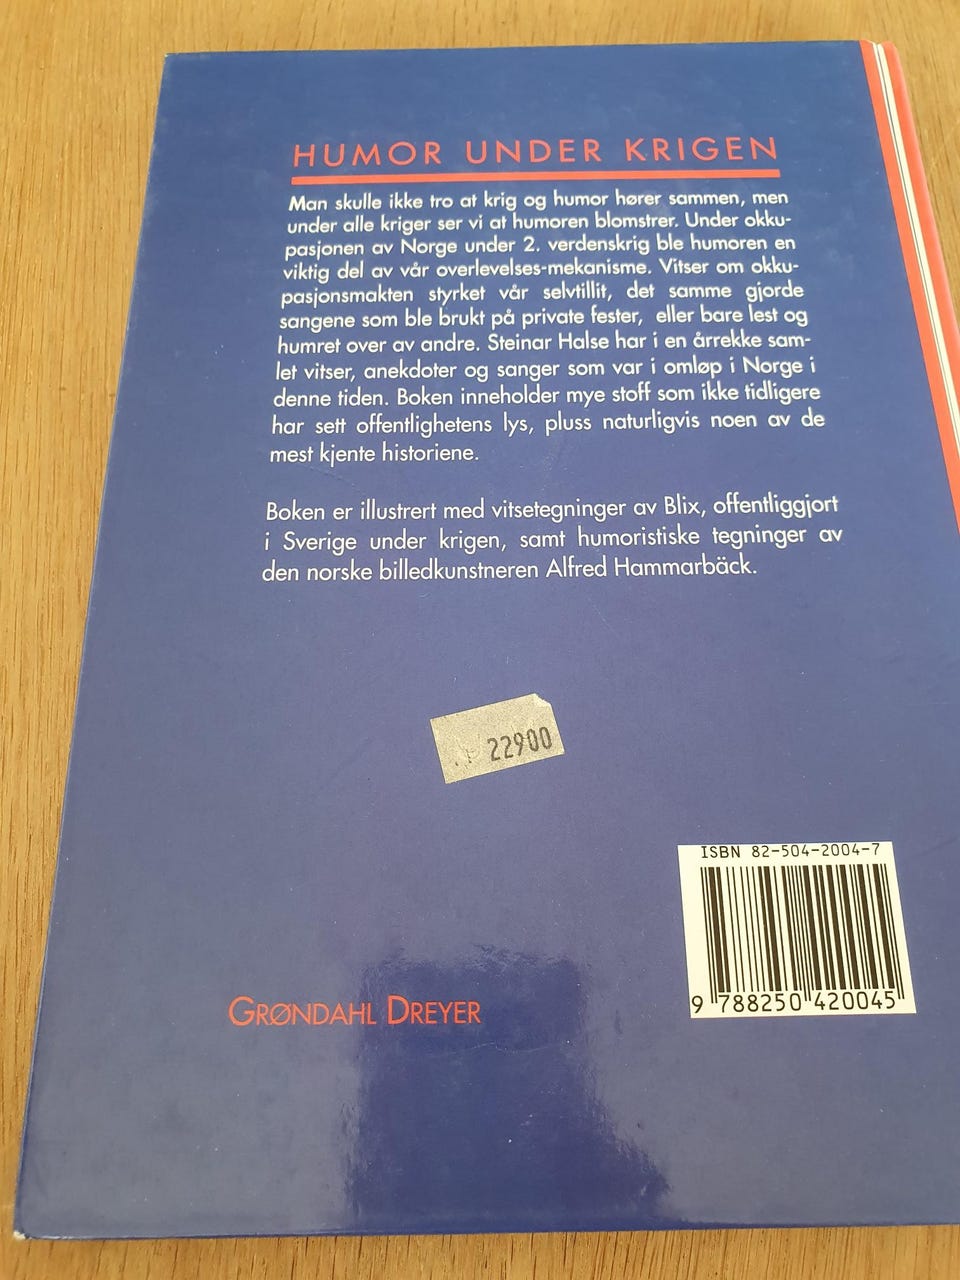 HUMOR UNDER KRIGEN
Man skulle ikke tro at krig og humor hører sammen, men
under alle kriger ser vi at humoren blomstrer. Under okku-
pasjonen av Norge under 2. verdenskrig ble humoren en
viktig del av vår overlevelses-mekanisme. Vitser om okku-
pasjonsmakten styrket vår selvtillit, det samme gjorde
sangene som ble brukt på private fester, eller bare lest og
humret over av andre. Steinar Halse har i en årrekke sam-
let vitser, anekdoter og sanger som var i omløp i Norge i
denne tiden. Boken inneholder mye stoff som ikke tidligere
har sett offentlighetens lys, pluss naturligvis noen av de
mest kjente historiene.
Boken er illustrert med vitsetegninger av Blix, offentliggjort
i Sverige under krigen, samt humoristiske tegninger av
den norske billedkunstneren Alfred Hammarbäck.
22900
ISBN 82-504-2004-7
9 788250 420045
GRØNDAHL DREYER